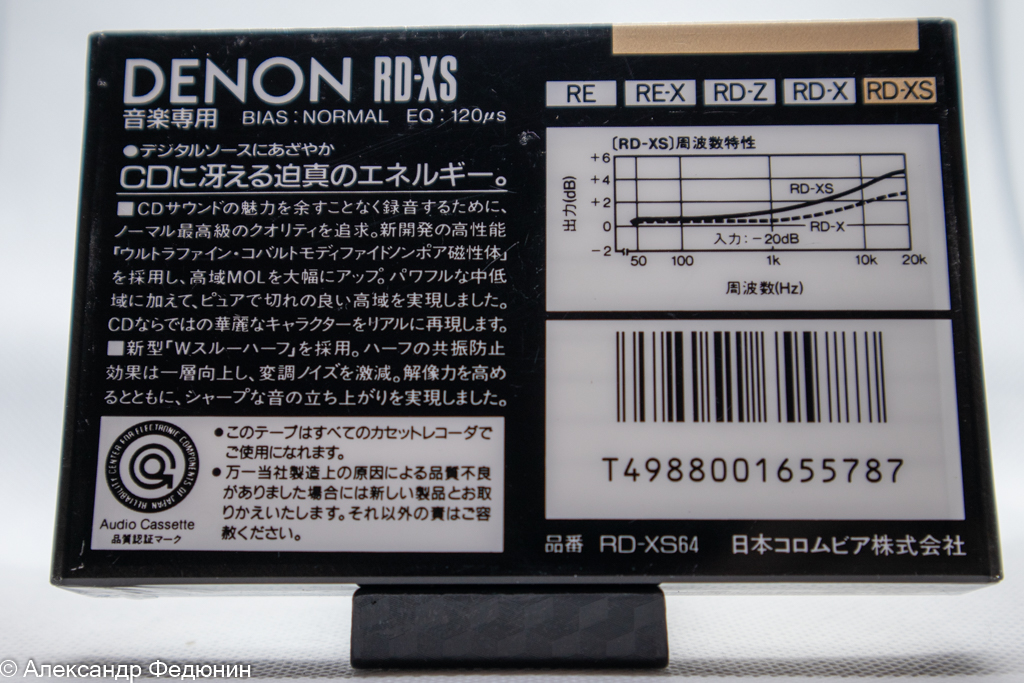 DENON RD-XS
音楽専用 BIAS：NORMAL EQ：120μs
●デジタルソースにあざやか
CDに冴える迫真のエネルギー。
■CDサウンドの魅力を余すことなく録音するために、
ノーマル最高級のクオリティを追求。新開発の高性能
「ウルトラファイン・コバルトモディファイドノンポア磁性体」
を採用し、高域MOLを大幅にアップ。パワフルな中低
域に加えて、ピュアで切れの良い高域を実現しました。
CDならではの華麗なキャラクターをリアルに再現します。
■新型「Wスルーハーフ」を採用。ハーフの共振防止
効果は一層向上し、変調ノイズを激減。解像力を高め
るとともに、シャープな音の立ち上がりを実現しました。
RELIABILITY CENTER FOR ELECTRONIC COMPONENTS OF JAPAN
Audio Cassette
品質認証マーク
●このテープはすべてのカセットレコーダで
ご使用になれます。
●万一当社製造上の原因による品質不良
がありました場合には新しい製品とお取
りかえいたします。それ以外の責はご容
赦ください。
RE RE-X RD-Z RD-X RD-XS
〔RD-XS〕周波数特性
出力(dB)
+6
+4
+2
0
−2
RD-XS
RD-X
入力：−20dB
50 100 1k 10k 20k
周波数(Hz)
T4988001655787
品番 RD-XS64 日本コロムビア株式会社
© Александр Федюнин